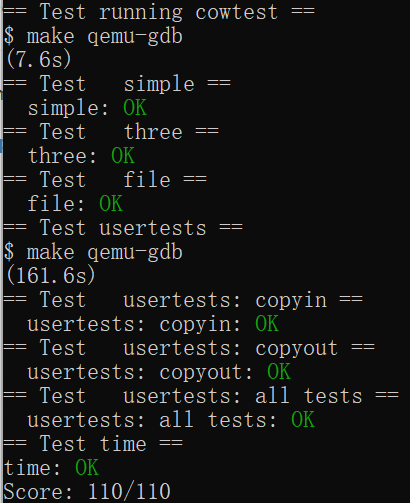 == Test running cowtest ==
$ make qemu-gdb
(7.6s)
== Test   simple ==
  simple: OK
== Test   three ==
  three: OK
== Test   file ==
  file: OK
== Test usertests ==
$ make qemu-gdb
(161.6s)
== Test   usertests: copyin ==
  usertests: copyin: OK
== Test   usertests: copyout ==
  usertests: copyout: OK
== Test   usertests: all tests ==
  usertests: all tests: OK
== Test time ==
time: OK
Score: 110/110